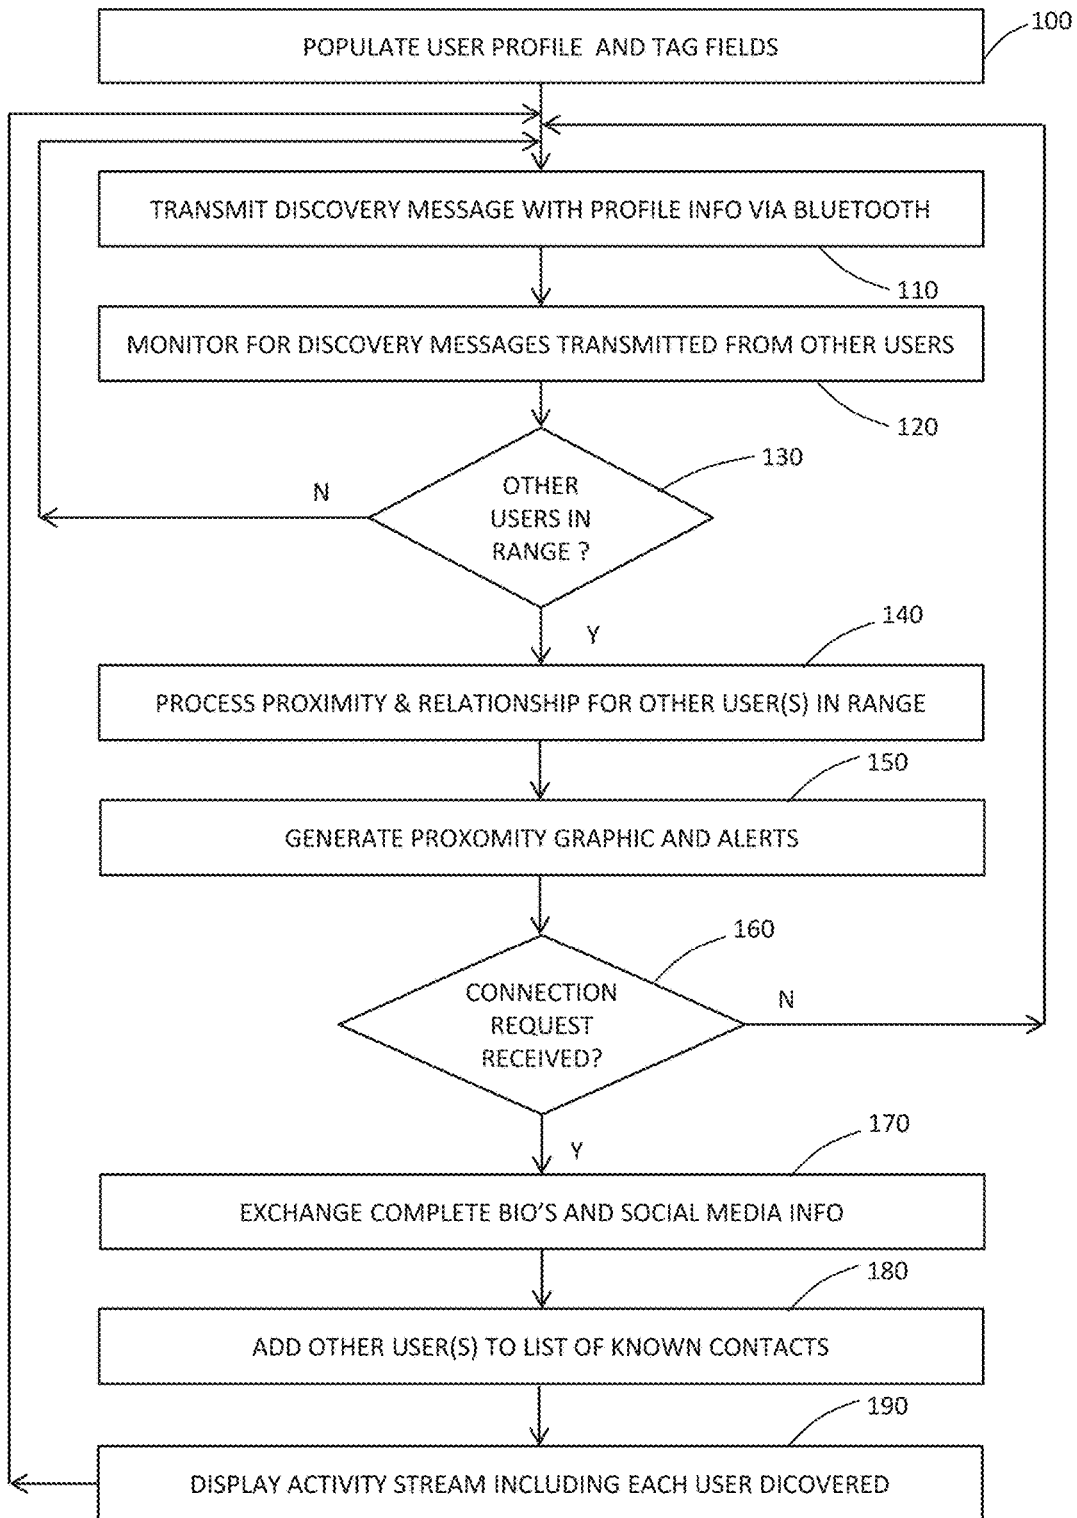 POPULATE USER PROFILE AND TAG FIELDS
100
TRANSMIT DISCOVERY MESSAGE WITH PROFILE INFO VIA BLUETOOTH
110
MONITOR FOR DISCOVERY MESSAGES TRANSMITTED FROM OTHER USERS
120
130
OTHER
USERS IN
RANGE ?
N
Y
140
PROCESS PROXIMITY & RELATIONSHIP FOR OTHER USER(S) IN RANGE
150
GENERATE PROXOMITY GRAPHIC AND ALERTS
160
CONNECTION
REQUEST
RECEIVED?
N
Y
170
EXCHANGE COMPLETE BIO'S AND SOCIAL MEDIA INFO
180
ADD OTHER USER(S) TO LIST OF KNOWN CONTACTS
190
DISPLAY ACTIVITY STREAM INCLUDING EACH USER DICOVERED